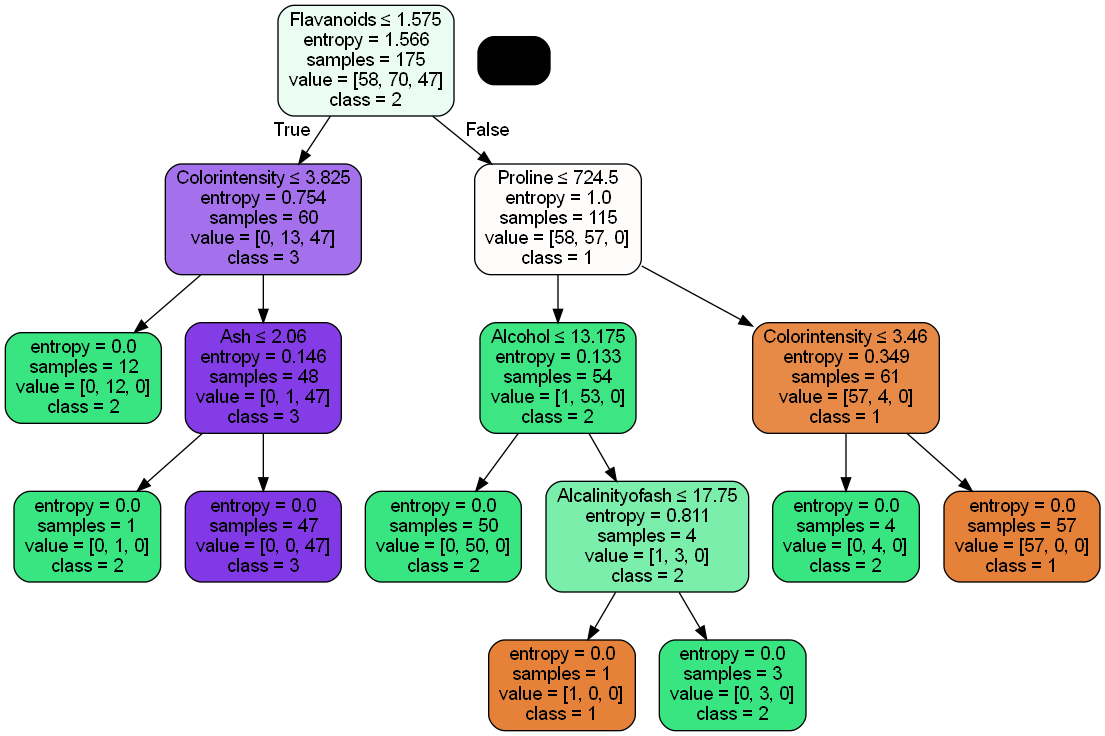 Flavanoids ≤ 1.575
entropy = 1.566
samples = 175
value = [58, 70, 47]
class = 2
True
False
Colorintensity ≤ 3.825
entropy = 0.754
samples = 60
value = [0, 13, 47]
class = 3
Proline ≤ 724.5
entropy = 1.0
samples = 115
value = [58, 57, 0]
class = 1
entropy = 0.0
samples = 12
value = [0, 12, 0]
class = 2
Ash ≤ 2.06
entropy = 0.146
samples = 48
value = [0, 1, 47]
class = 3
Alcohol ≤ 13.175
entropy = 0.133
samples = 54
value = [1, 53, 0]
class = 2
Colorintensity ≤ 3.46
entropy = 0.349
samples = 61
value = [57, 4, 0]
class = 1
entropy = 0.0
samples = 1
value = [0, 1, 0]
class = 2
entropy = 0.0
samples = 47
value = [0, 0, 47]
class = 3
entropy = 0.0
samples = 50
value = [0, 50, 0]
class = 2
Alcalinityofash ≤ 17.75
entropy = 0.811
samples = 4
value = [1, 3, 0]
class = 2
entropy = 0.0
samples = 4
value = [0, 4, 0]
class = 2
entropy = 0.0
samples = 57
value = [57, 0, 0]
class = 1
entropy = 0.0
samples = 1
value = [1, 0, 0]
class = 1
entropy = 0.0
samples = 3
value = [0, 3, 0]
class = 2